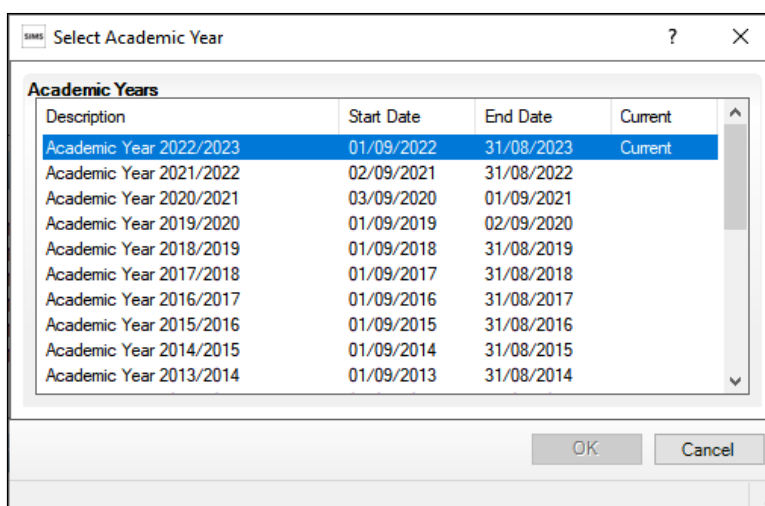 SIMS Select Academic Year ? X
Academic Years
Description Start Date End Date Current
Academic Year 2022/2023 01/09/2022 31/08/2023 Current
Academic Year 2021/2022 02/09/2021 31/08/2022
Academic Year 2020/2021 03/09/2020 01/09/2021
Academic Year 2019/2020 01/09/2019 02/09/2020
Academic Year 2018/2019 01/09/2018 31/08/2019
Academic Year 2017/2018 01/09/2017 31/08/2018
Academic Year 2016/2017 01/09/2016 31/08/2017
Academic Year 2015/2016 01/09/2015 31/08/2016
Academic Year 2014/2015 01/09/2014 31/08/2015
Academic Year 2013/2014 01/09/2013 31/08/2014
OK Cancel